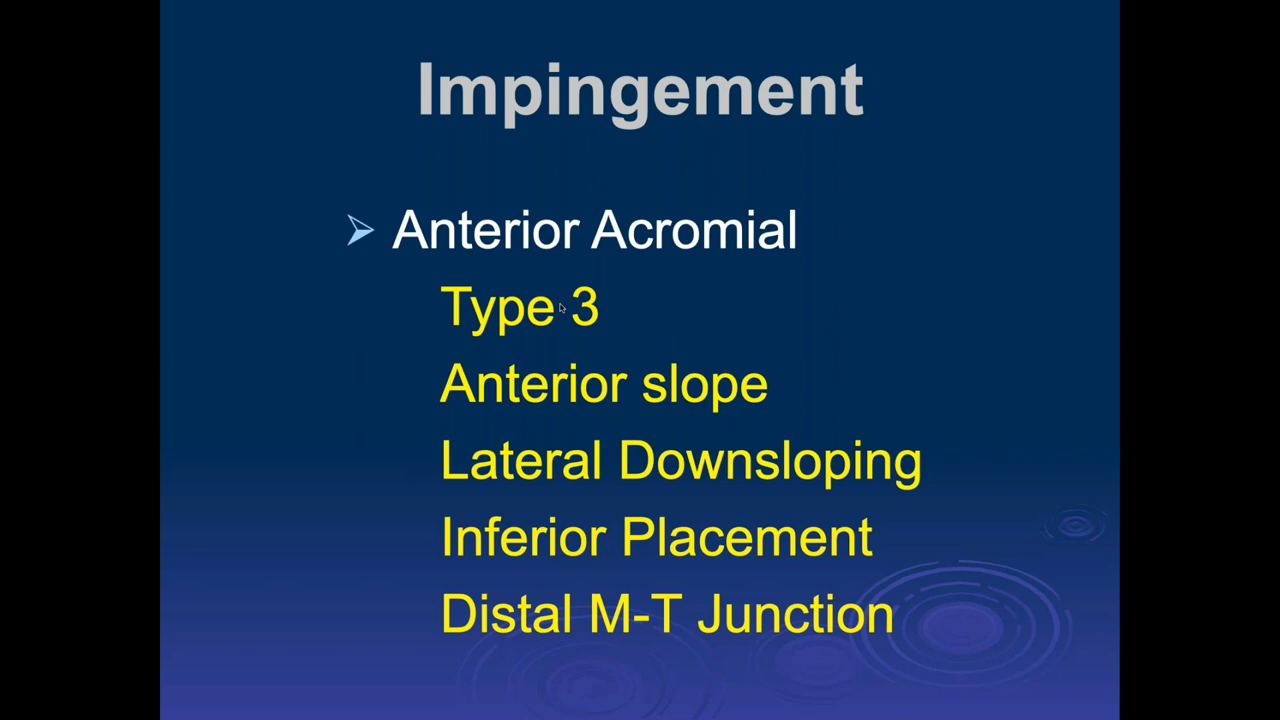 Impingement
Anterior Acromial
Type 3
Anterior slope
Lateral Downsloping
Inferior Placement
Distal M-T Junction